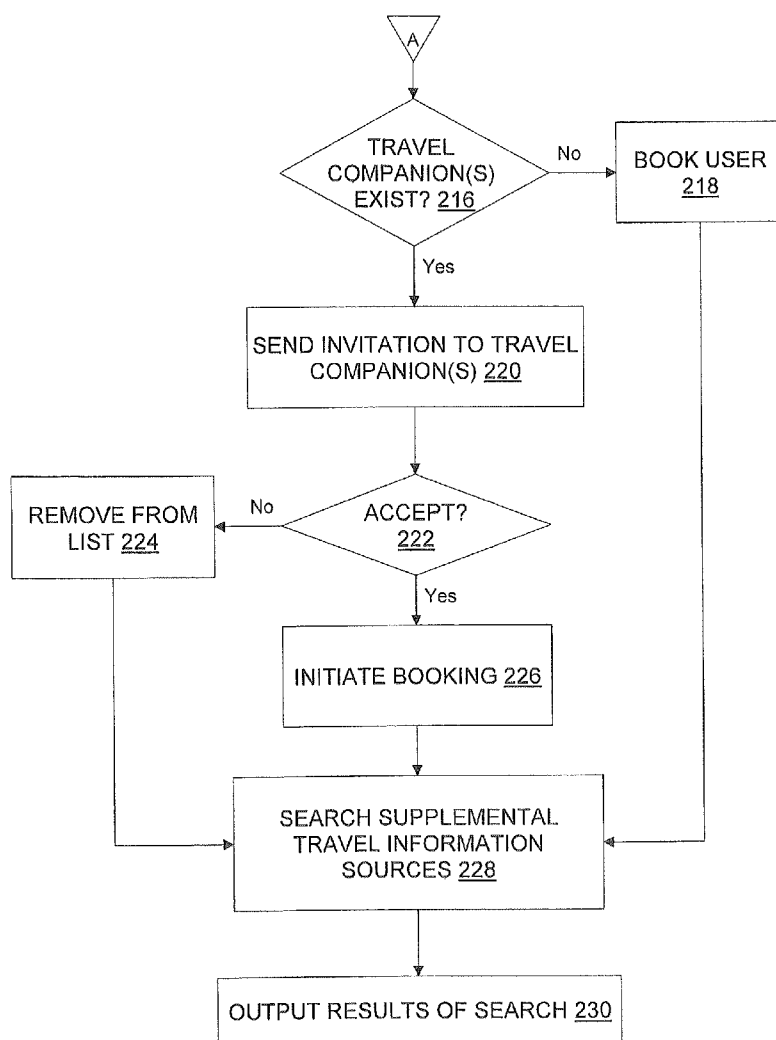 A
TRAVEL
COMPANION(S)
EXIST? 216
No
BOOK USER
218
Yes
SEND INVITATION TO TRAVEL
COMPANION(S) 220
REMOVE FROM
LIST 224
No
ACCEPT?
222
Yes
INITIATE BOOKING 226
SEARCH SUPPLEMENTAL
TRAVEL INFORMATION
SOURCES 228
OUTPUT RESULTS OF SEARCH 230